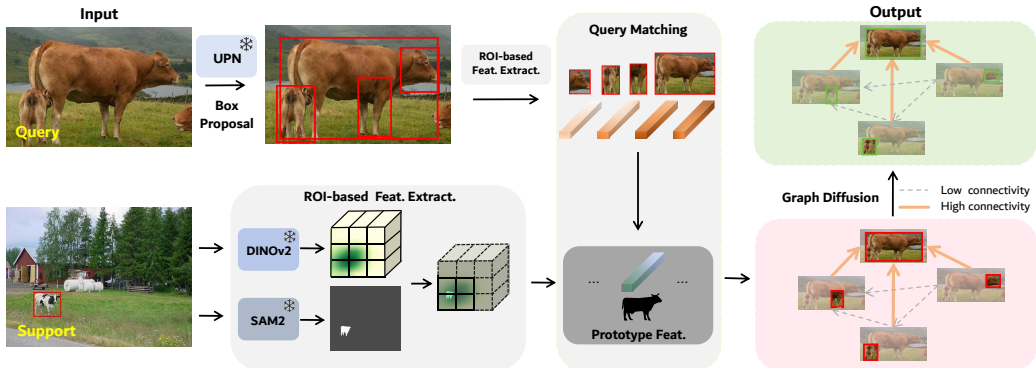 Input
Output
UPN
Box
Proposal
Query
ROI-based
Feat. Extract.
Query Matching
ROI-based Feat. Extract.
DINOv2
SAM2
Support
...
...
Prototype Feat.
Graph Diffusion
Low connectivity
High connectivity